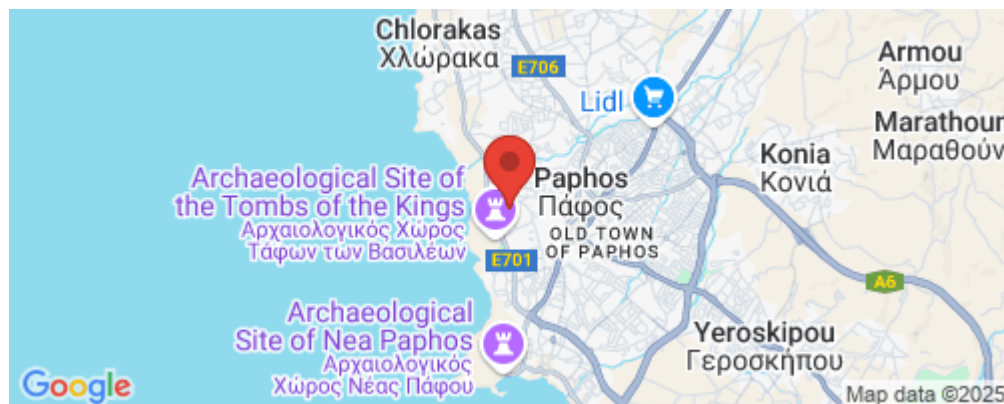 Chlorakas
Χλώρακα
E706
Armou
Άρμου
Lidl
Marathoun
Μαραθούν
Konia
Κονιά
Archaeological Site of
the Tombs of the Kings
Αρχαιολογικός Χώρος
Τάφων των Βασιλέων
Paphos
Πάφος
OLD TOWN
OF PAPHOS
E701
A6
Archaeological
Site of Nea Paphos
Αρχαιολογικός
Χώρος Νέας Πάφου
Yeroskipou
Γεροσκήπου
Google
Map data ©2025